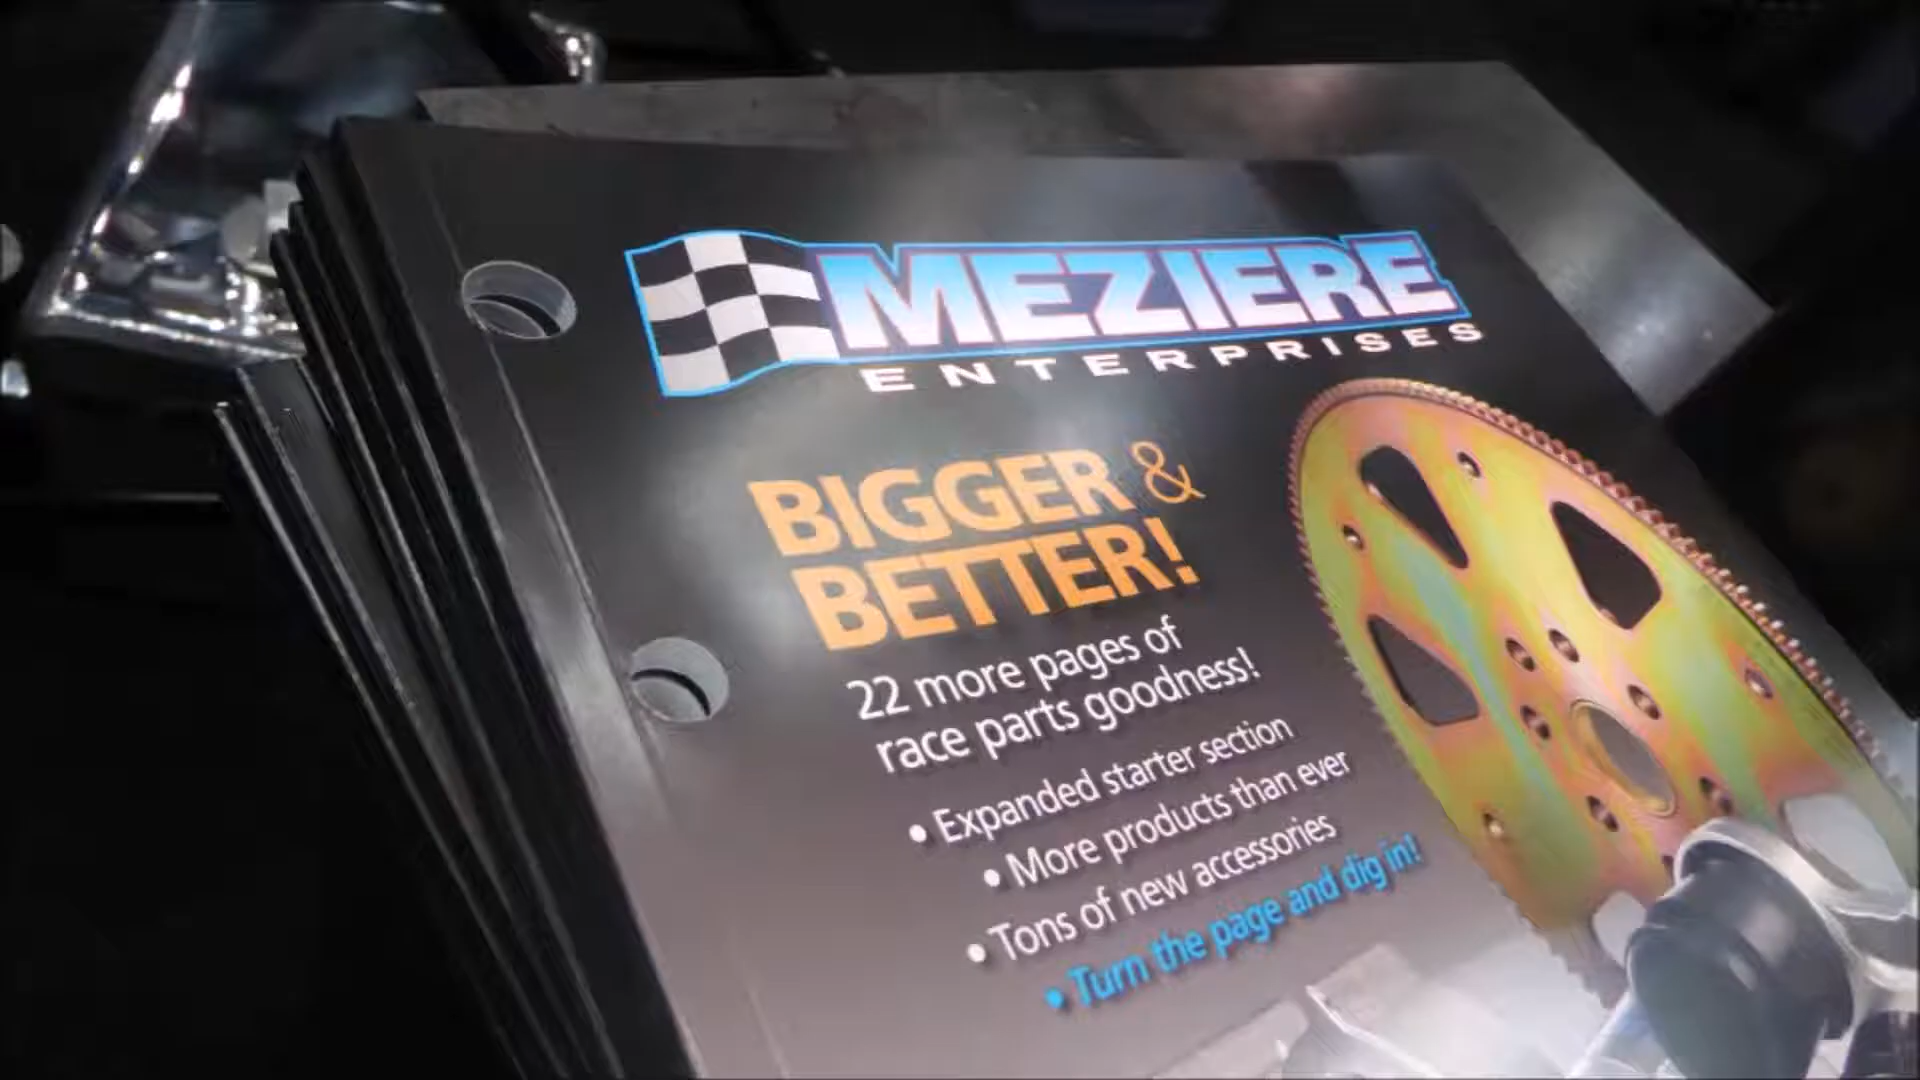 MEZIERE
ENTERPRISES
BIGGER &
BETTER!
22 more pages of
race parts goodness!
• Expanded starter section
• More products than ever
• Tons of new accessories
• Turn the page and dig in!